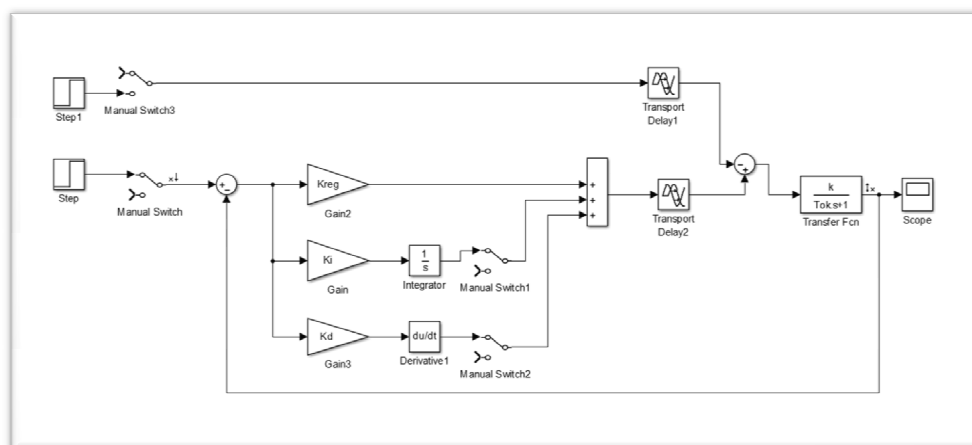 Step1
Manual Switch3
Transport
Delay1
Step
Manual Switch
x↓
+
−
Kreg
Gain2
+
+
+
Transport
Delay2
−
+
k
Tok.s+1
Transfer Fcn
Ix
Scope
Ki
Gain
1
s
Integrator
Manual Switch1
Kd
Gain3
du/dt
Derivative1
Manual Switch2